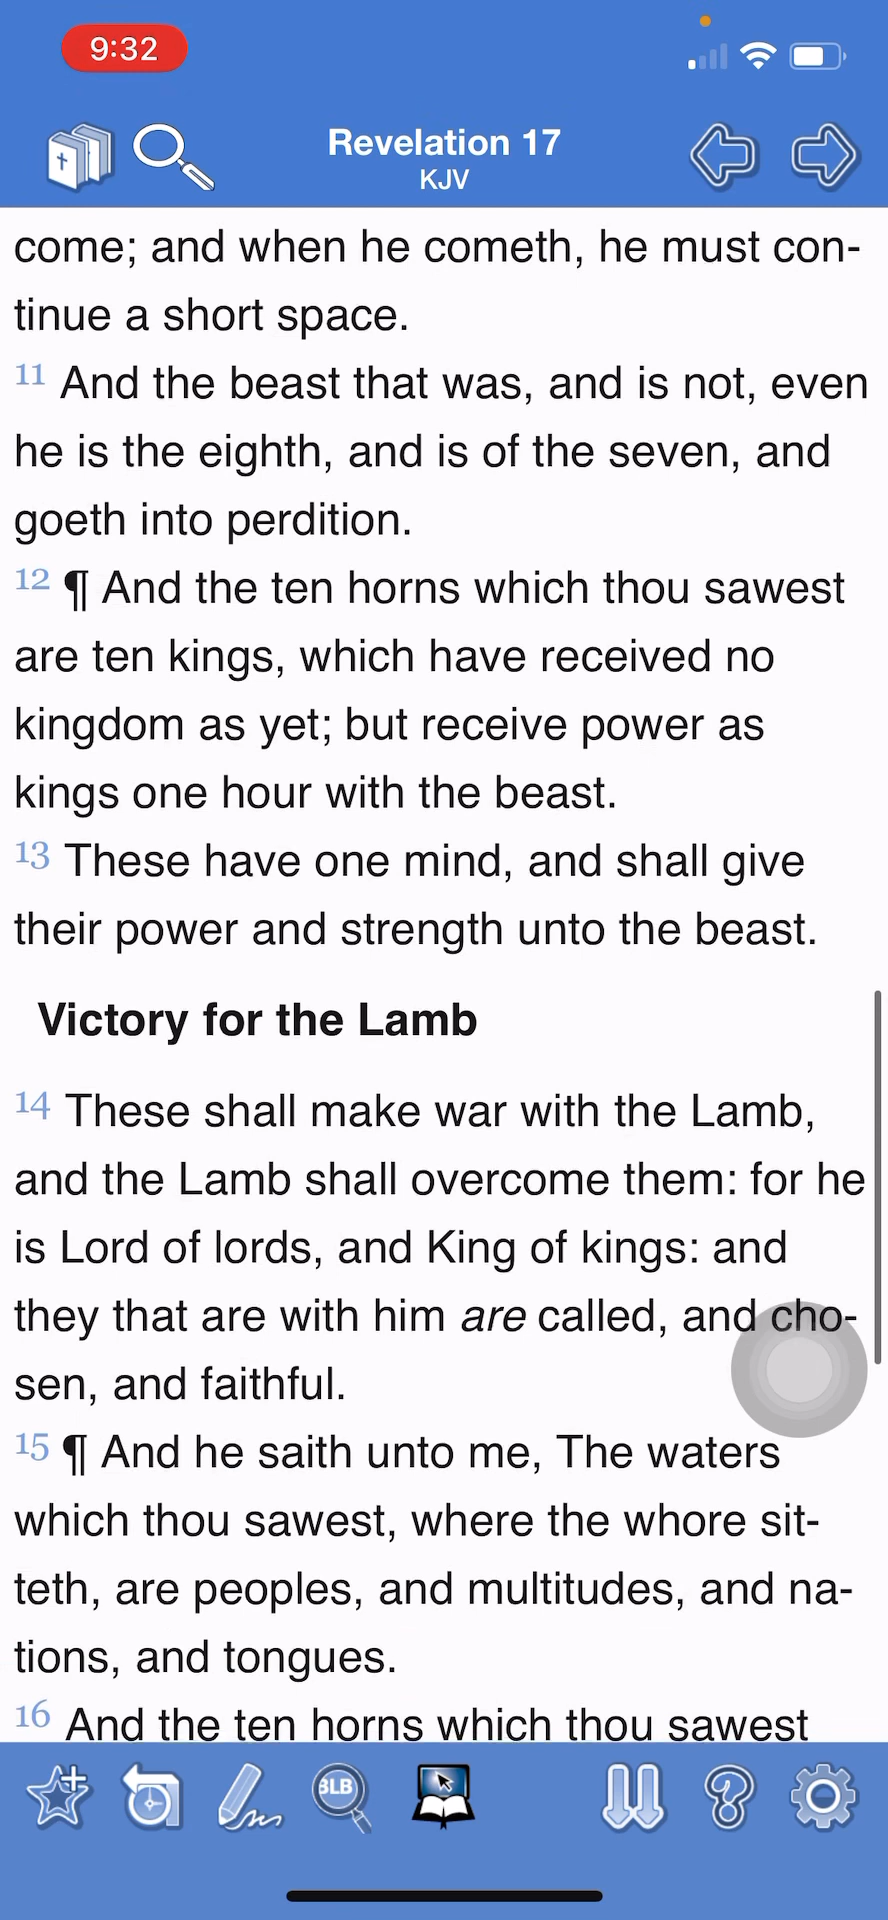 9:32
Revelation 17
KJV
come; and when he cometh, he must con-
tinue a short space.
11 And the beast that was, and is not, even
he is the eighth, and is of the seven, and
goeth into perdition.
12 ¶ And the ten horns which thou sawest
are ten kings, which have received no
kingdom as yet; but receive power as
kings one hour with the beast.
13 These have one mind, and shall give
their power and strength unto the beast.
Victory for the Lamb
14 These shall make war with the Lamb,
and the Lamb shall overcome them: for he
is Lord of lords, and King of kings: and
they that are with him are called, and cho-
sen, and faithful.
15 ¶ And he saith unto me, The waters
which thou sawest, where the whore sit-
teth, are peoples, and multitudes, and na-
tions, and tongues.
16 And the ten horns which thou sawest
BLB